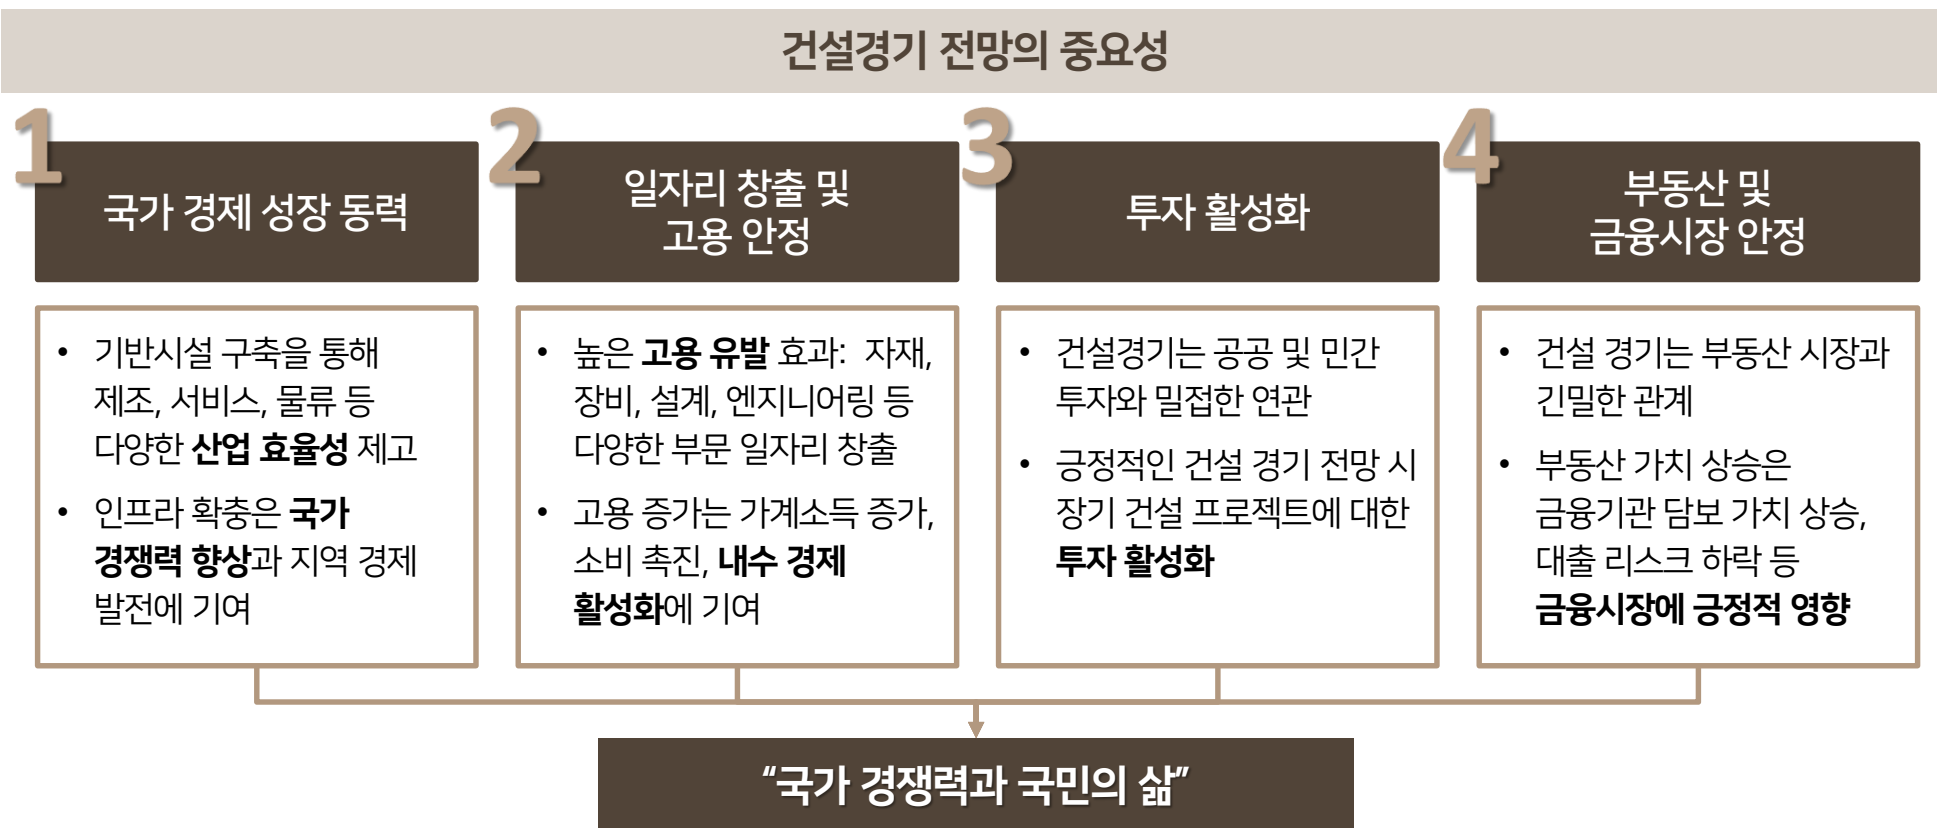 건설경기 전망의 중요성
1
국가 경제 성장 동력
• 기반시설 구축을 통해
제조, 서비스, 물류 등
다양한 산업 효율성 제고
• 인프라 확충은 국가
경쟁력 향상과 지역 경제
발전에 기여
2
일자리 창출 및
고용 안정
• 높은 고용 유발 효과: 자재,
장비, 설계, 엔지니어링 등
다양한 부문 일자리 창출
• 고용 증가는 가계소득 증가,
소비 촉진, 내수 경제
활성화에 기여
3
투자 활성화
• 건설경기는 공공 및 민간
투자와 밀접한 연관
• 긍정적인 건설 경기 전망 시
장기 건설 프로젝트에 대한
투자 활성화
4
부동산 및
금융시장 안정
• 건설 경기는 부동산 시장과
긴밀한 관계
• 부동산 가치 상승은
금융기관 담보 가치 상승,
대출 리스크 하락 등
금융시장에 긍정적 영향
“국가 경쟁력과 국민의 삶”